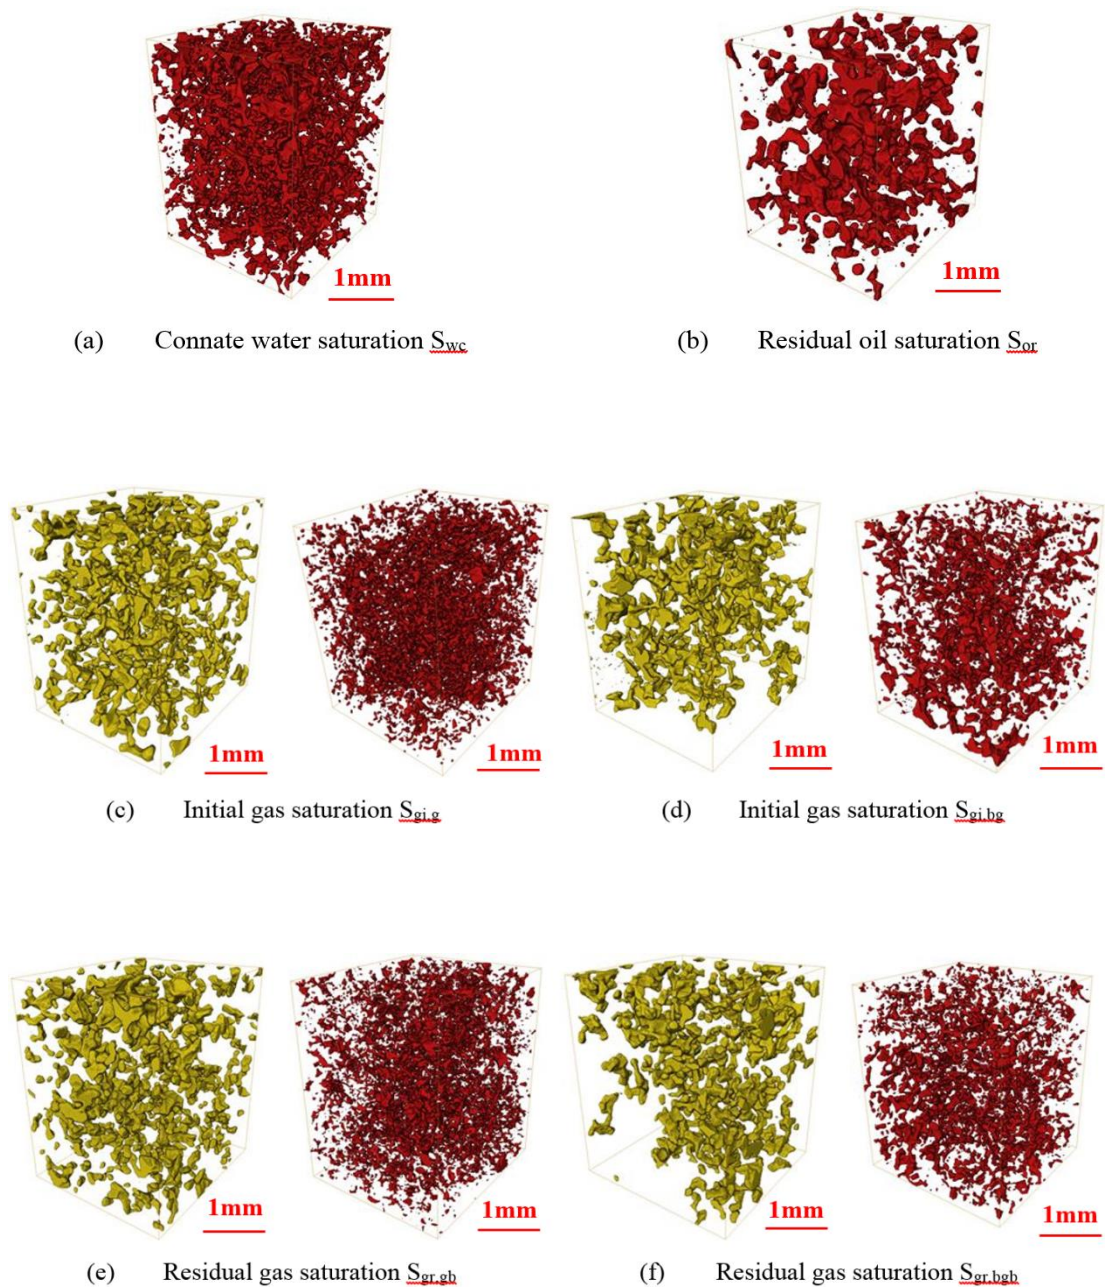 1mm
1mm
(a) Connate water saturation Swc
(b) Residual oil saturation Sor
1mm
1mm
1mm
1mm
(c) Initial gas saturation Sgi,g
(d) Initial gas saturation Sgi,bg
1mm
1mm
1mm
1mm
(e) Residual gas saturation Sgr,gb
(f) Residual gas saturation Sgr,bgb